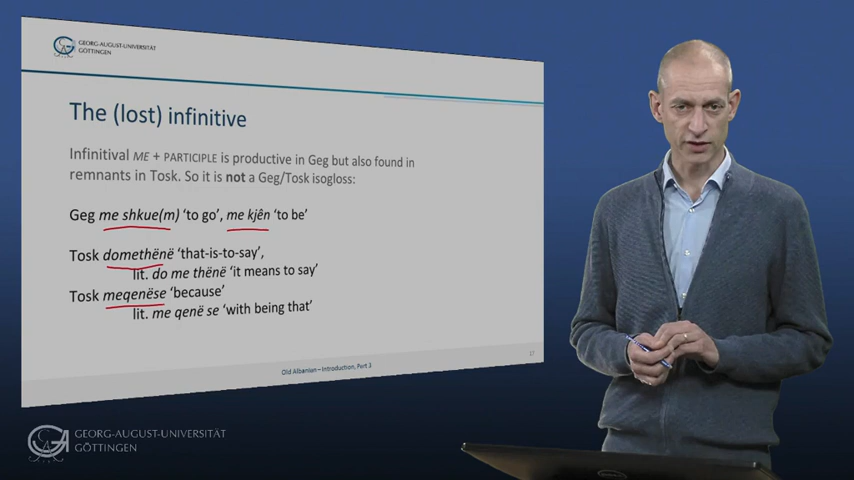 GEORG-AUGUST-UNIVERSITÄT
GÖTTINGEN
The (lost) infinitive
Infinitival ME + PARTICIPLE is productive in Geg but also found in
remnants in Tosk. So it is not a Geg/Tosk isogloss:
Geg me shkue(m) ‘to go’, me kjên ‘to be’
Tosk domethënë ‘that-is-to-say’,
lit. do me thënë ‘it means to say’
Tosk meqenëse ‘because’
lit. me qenë se ‘with being that’
Old Albanian – Introduction, Part 3
17
GEORG-AUGUST-UNIVERSITÄT
GÖTTINGEN